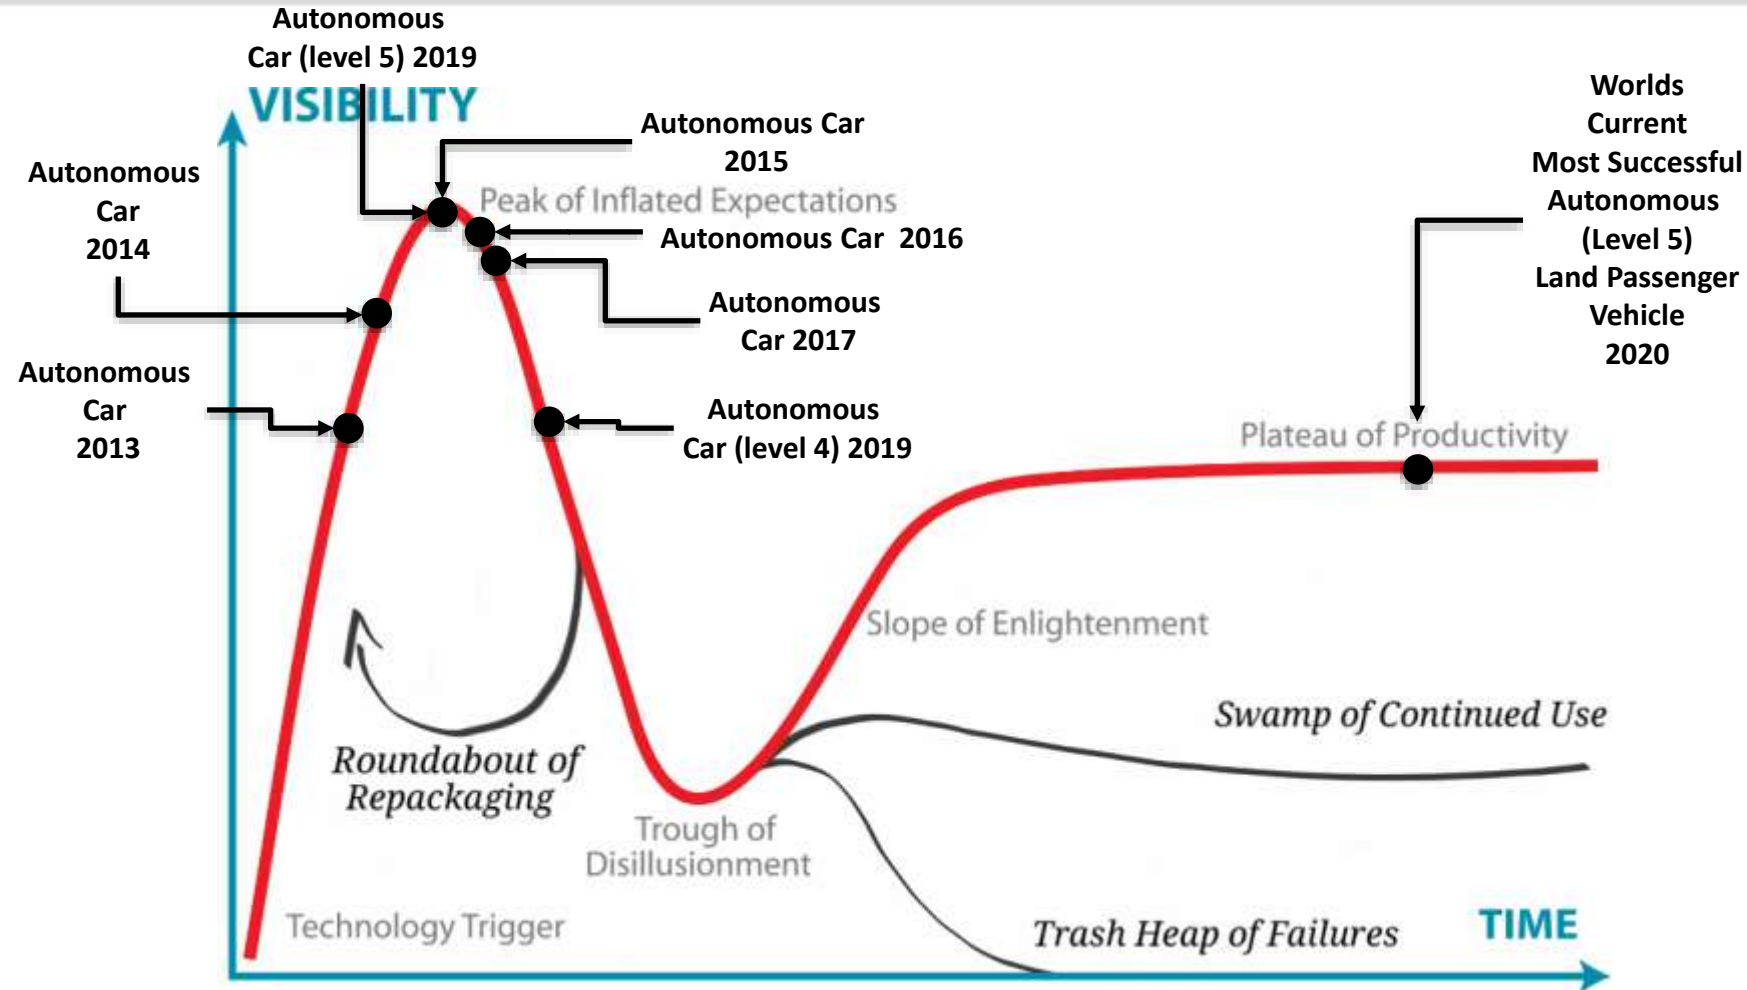 Autonomous
Car (level 5) 2019
VISIBILITY
Autonomous Car
2015
Autonomous
Car
2014
Peak of Inflated Expectations
Autonomous Car 2016
Autonomous
Car 2017
Autonomous
Car
2013
Autonomous
Car (level 4) 2019
Worlds
Current
Most Successful
Autonomous
(Level 5)
Land Passenger
Vehicle
2020
Plateau of Productivity
Slope of Enlightenment
Swamp of Continued Use
Roundabout of
Repackaging
Trough of
Disillusionment
Technology Trigger
Trash Heap of Failures
TIME